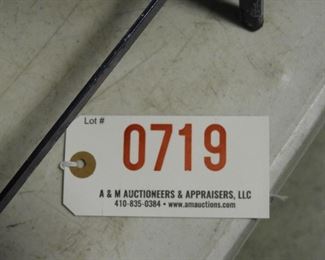 Lot #
0719
A & M AUCTIONEERS & APPRAISERS, LLC
410-835-0384 • www.amauctions.com